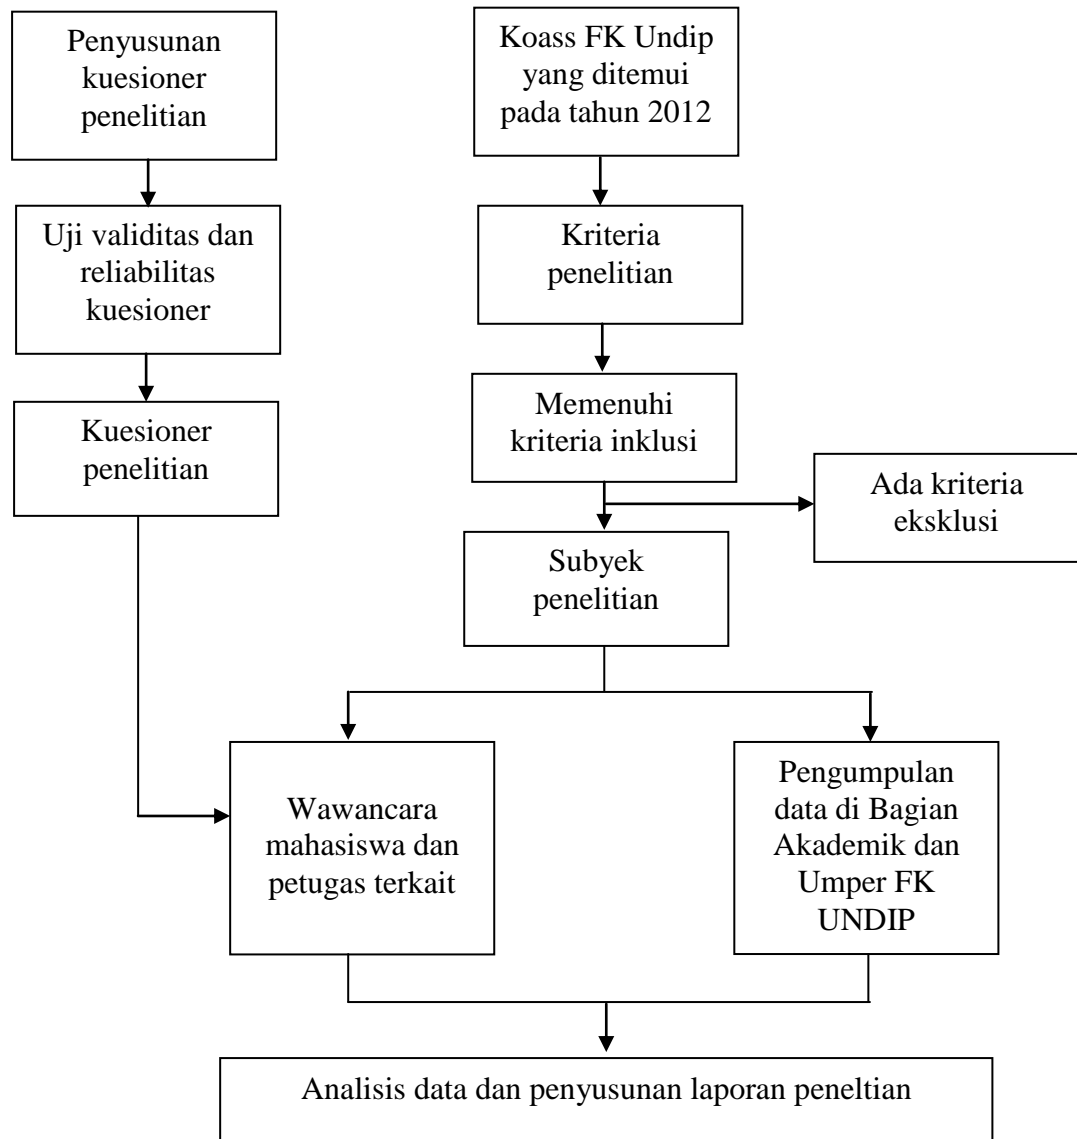 Penyusunan
kuesioner
penelitian
Uji validitas dan
reliabilitas
kuesioner
Kuesioner
penelitian
Koass FK Undip
yang ditemui
pada tahun 2012
Kriteria
penelitian
Memenuhi
kriteria inklusi
Ada kriteria
eksklusi
Subyek
penelitian
Wawancara
mahasiswa dan
petugas terkait
Pengumpulan
data di Bagian
Akademik dan
Umper FK
UNDIP
Analisis data dan penyusunan laporan peneltian